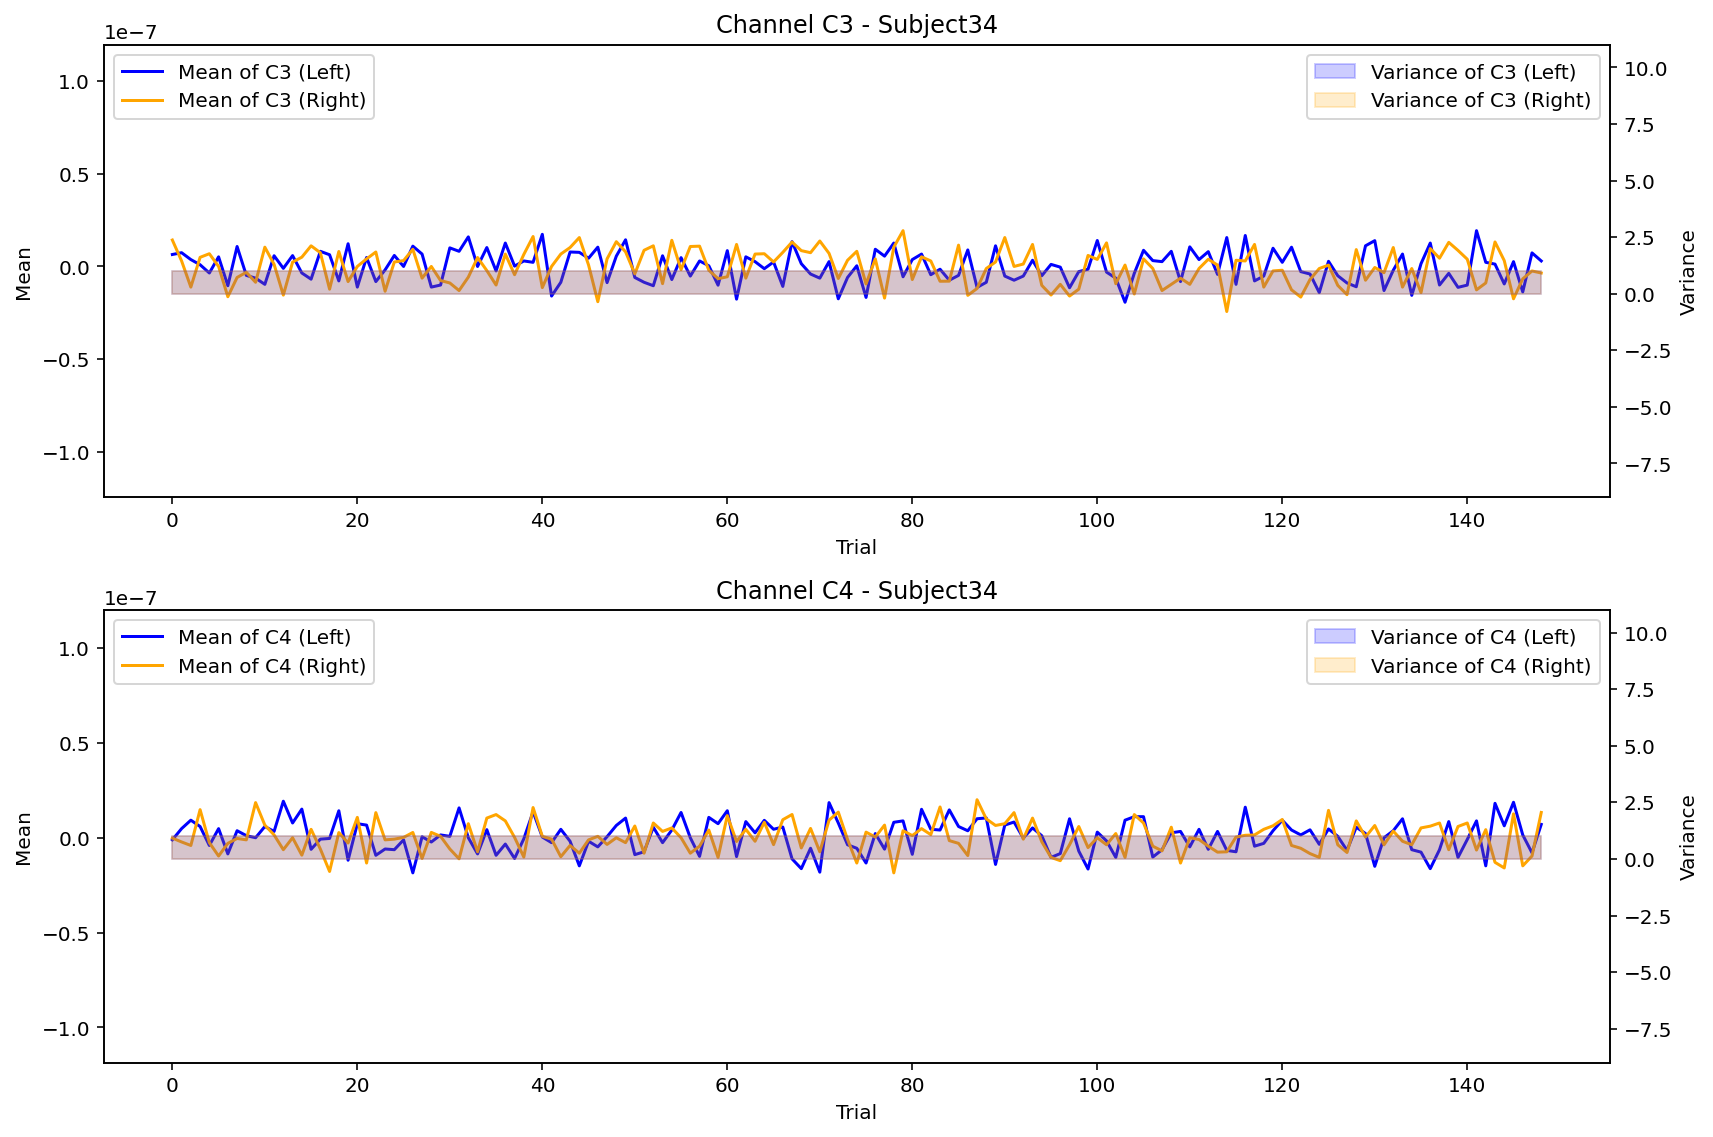 Channel C3 - Subject34
1e−7
Mean of C3 (Left)
Mean of C3 (Right)
Variance of C3 (Left)
Variance of C3 (Right)
1.0
0.5
0.0
−0.5
−1.0
Mean
10.0
7.5
5.0
2.5
0.0
−2.5
−5.0
−7.5
Variance
0 20 40 60 80 100 120 140
Trial
Channel C4 - Subject34
1e−7
Mean of C4 (Left)
Mean of C4 (Right)
Variance of C4 (Left)
Variance of C4 (Right)
1.0
0.5
0.0
−0.5
−1.0
Mean
10.0
7.5
5.0
2.5
0.0
−2.5
−5.0
−7.5
Variance
0 20 40 60 80 100 120 140
Trial